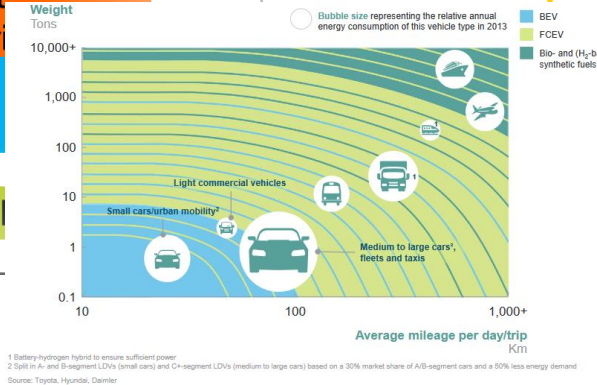 Weight
Tons
Bubble size representing the relative annual
energy consumption of this vehicle type in 2013
BEV
FCEV
Bio- and (H2-b
synthetic fuels
10,000+
1,000
100
10
1
0.1
Light commercial vehicles
Small cars/urban mobility²
1
1
Medium to large cars²,
fleets and taxis
10
100
1,000+
Average mileage per day/trip
Km
1 Battery-hydrogen hybrid to ensure sufficient power
2 Split in A- and B-segment LDVs (small cars) and C+-segment LDVs (medium to large cars) based on a 30% market share of A/B-segment cars and a 50% less energy demand
Source: Toyota, Hyundai, Daimler